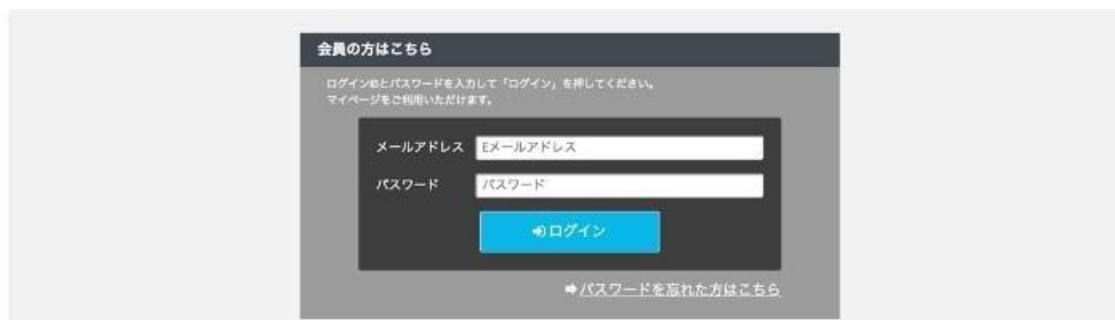 会員の方はこちら
ログインIDとパスワードを入力して「ログイン」を押してください。
マイページをご利用いただけます。
メールアドレス Eメールアドレス
パスワード パスワード
ログイン
パスワードを忘れた方はこちら